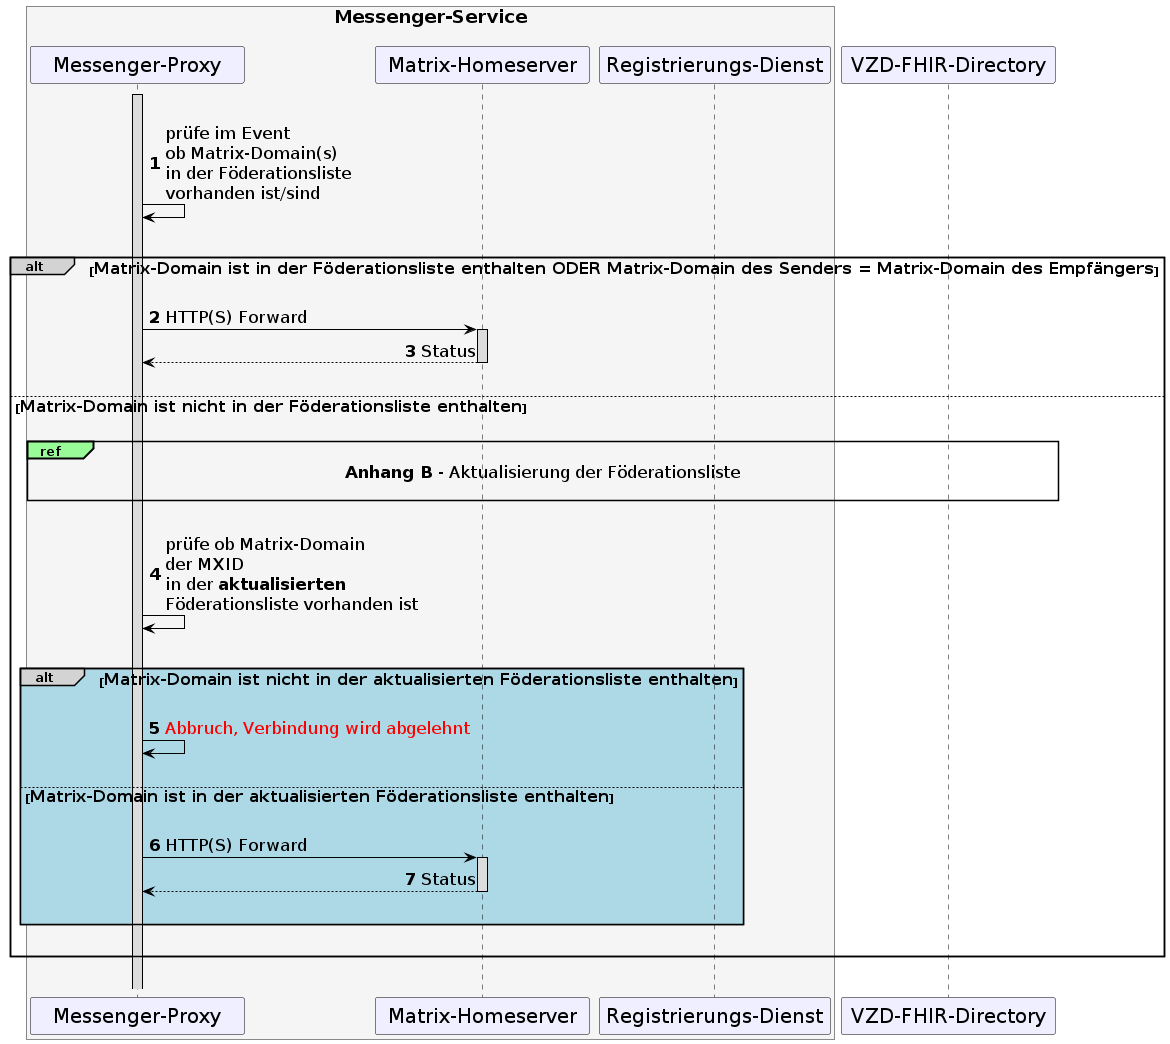 Messenger-Service
Messenger-Proxy
Matrix-Homeserver
Registrierungs-Dienst
VZD-FHIR-Directory
prüfe im Event
ob Matrix-Domain(s)
1 in der Föderationsliste
vorhanden ist/sind
alt [Matrix-Domain ist in der Föderationsliste enthalten ODER Matrix-Domain des Senders = Matrix-Domain des Empfängers]
2 HTTP(S) Forward
3 Status
[Matrix-Domain ist nicht in der Föderationsliste enthalten]
ref
Anhang B - Aktualisierung der Föderationsliste
prüfe ob Matrix-Domain
der MXID
4 in der aktualisierten
Föderationsliste vorhanden ist
alt [Matrix-Domain ist nicht in der aktualisierten Föderationsliste enthalten]
5 Abbruch, Verbindung wird abgelehnt
[Matrix-Domain ist in der aktualisierten Föderationsliste enthalten]
6 HTTP(S) Forward
7 Status
Messenger-Proxy
Matrix-Homeserver
Registrierungs-Dienst
VZD-FHIR-Directory